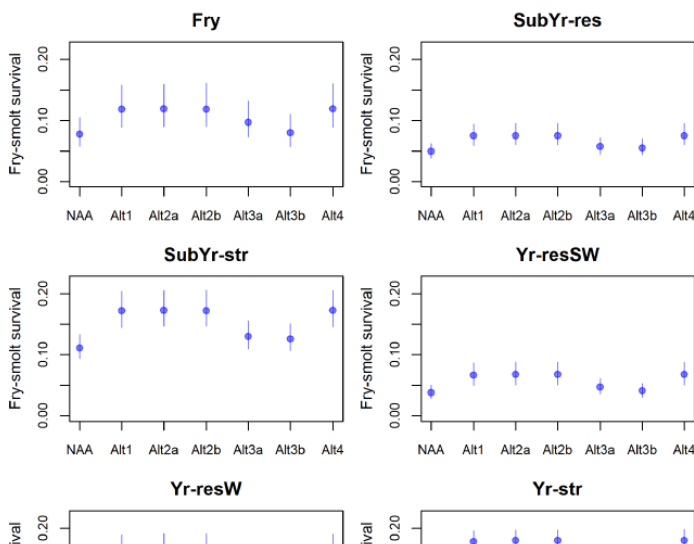 Fry
SubYr-res
Fry-smolt survival
0.00 0.10 0.20
NAA Alt1 Alt2a Alt2b Alt3a Alt3b Alt4
Fry-smolt survival
0.00 0.10 0.20
NAA Alt1 Alt2a Alt2b Alt3a Alt3b Alt4
SubYr-str
Yr-resSW
Fry-smolt survival
0.00 0.10 0.20
NAA Alt1 Alt2a Alt2b Alt3a Alt3b Alt4
Fry-smolt survival
0.00 0.10 0.20
NAA Alt1 Alt2a Alt2b Alt3a Alt3b Alt4
Yr-resW
Yr-str
0.20
0.20